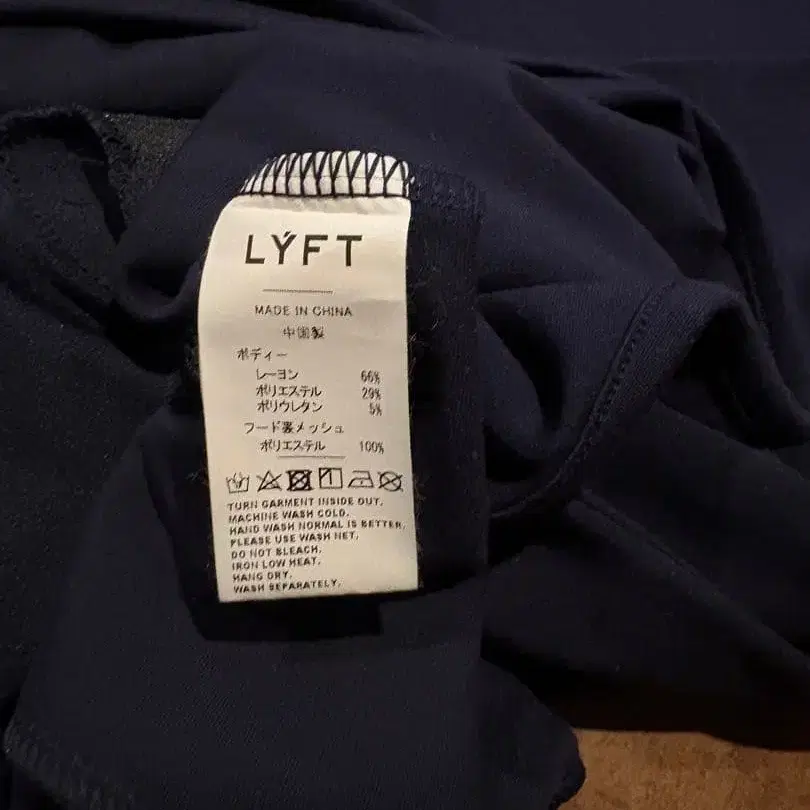 LÝFT
MADE IN CHINA
中国製
ボディー
レーヨン 66%
ポリエステル 29%
ポリウレタン 5%
フード裏メッシュ
ポリエステル 100%
TURN GARMENT INSIDE OUT.
MACHINE WASH COLD.
HAND WASH NORMAL IS BETTER.
PLEASE USE WASH NET.
DO NOT BLEACH.
IRON LOW HEAT.
HANG DRY.
WASH SEPARATELY.